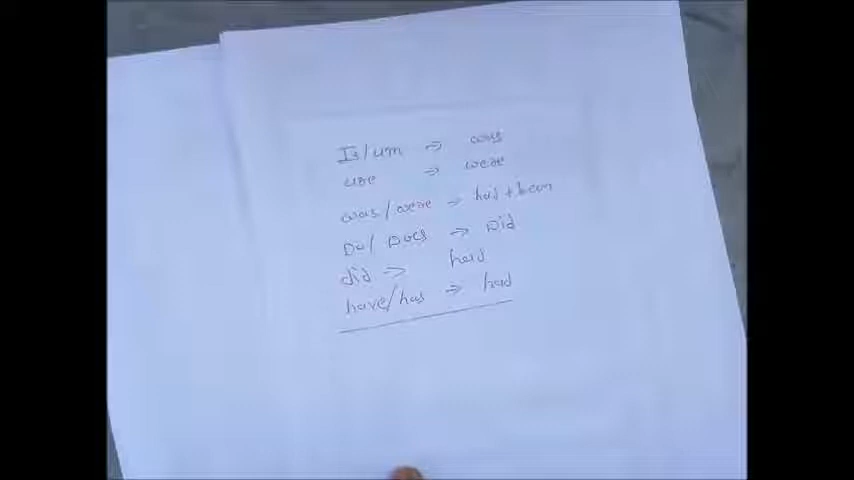 Is/am → was
are → were
was/were → had+been
Do/Does → Did
did → had
have/has → had